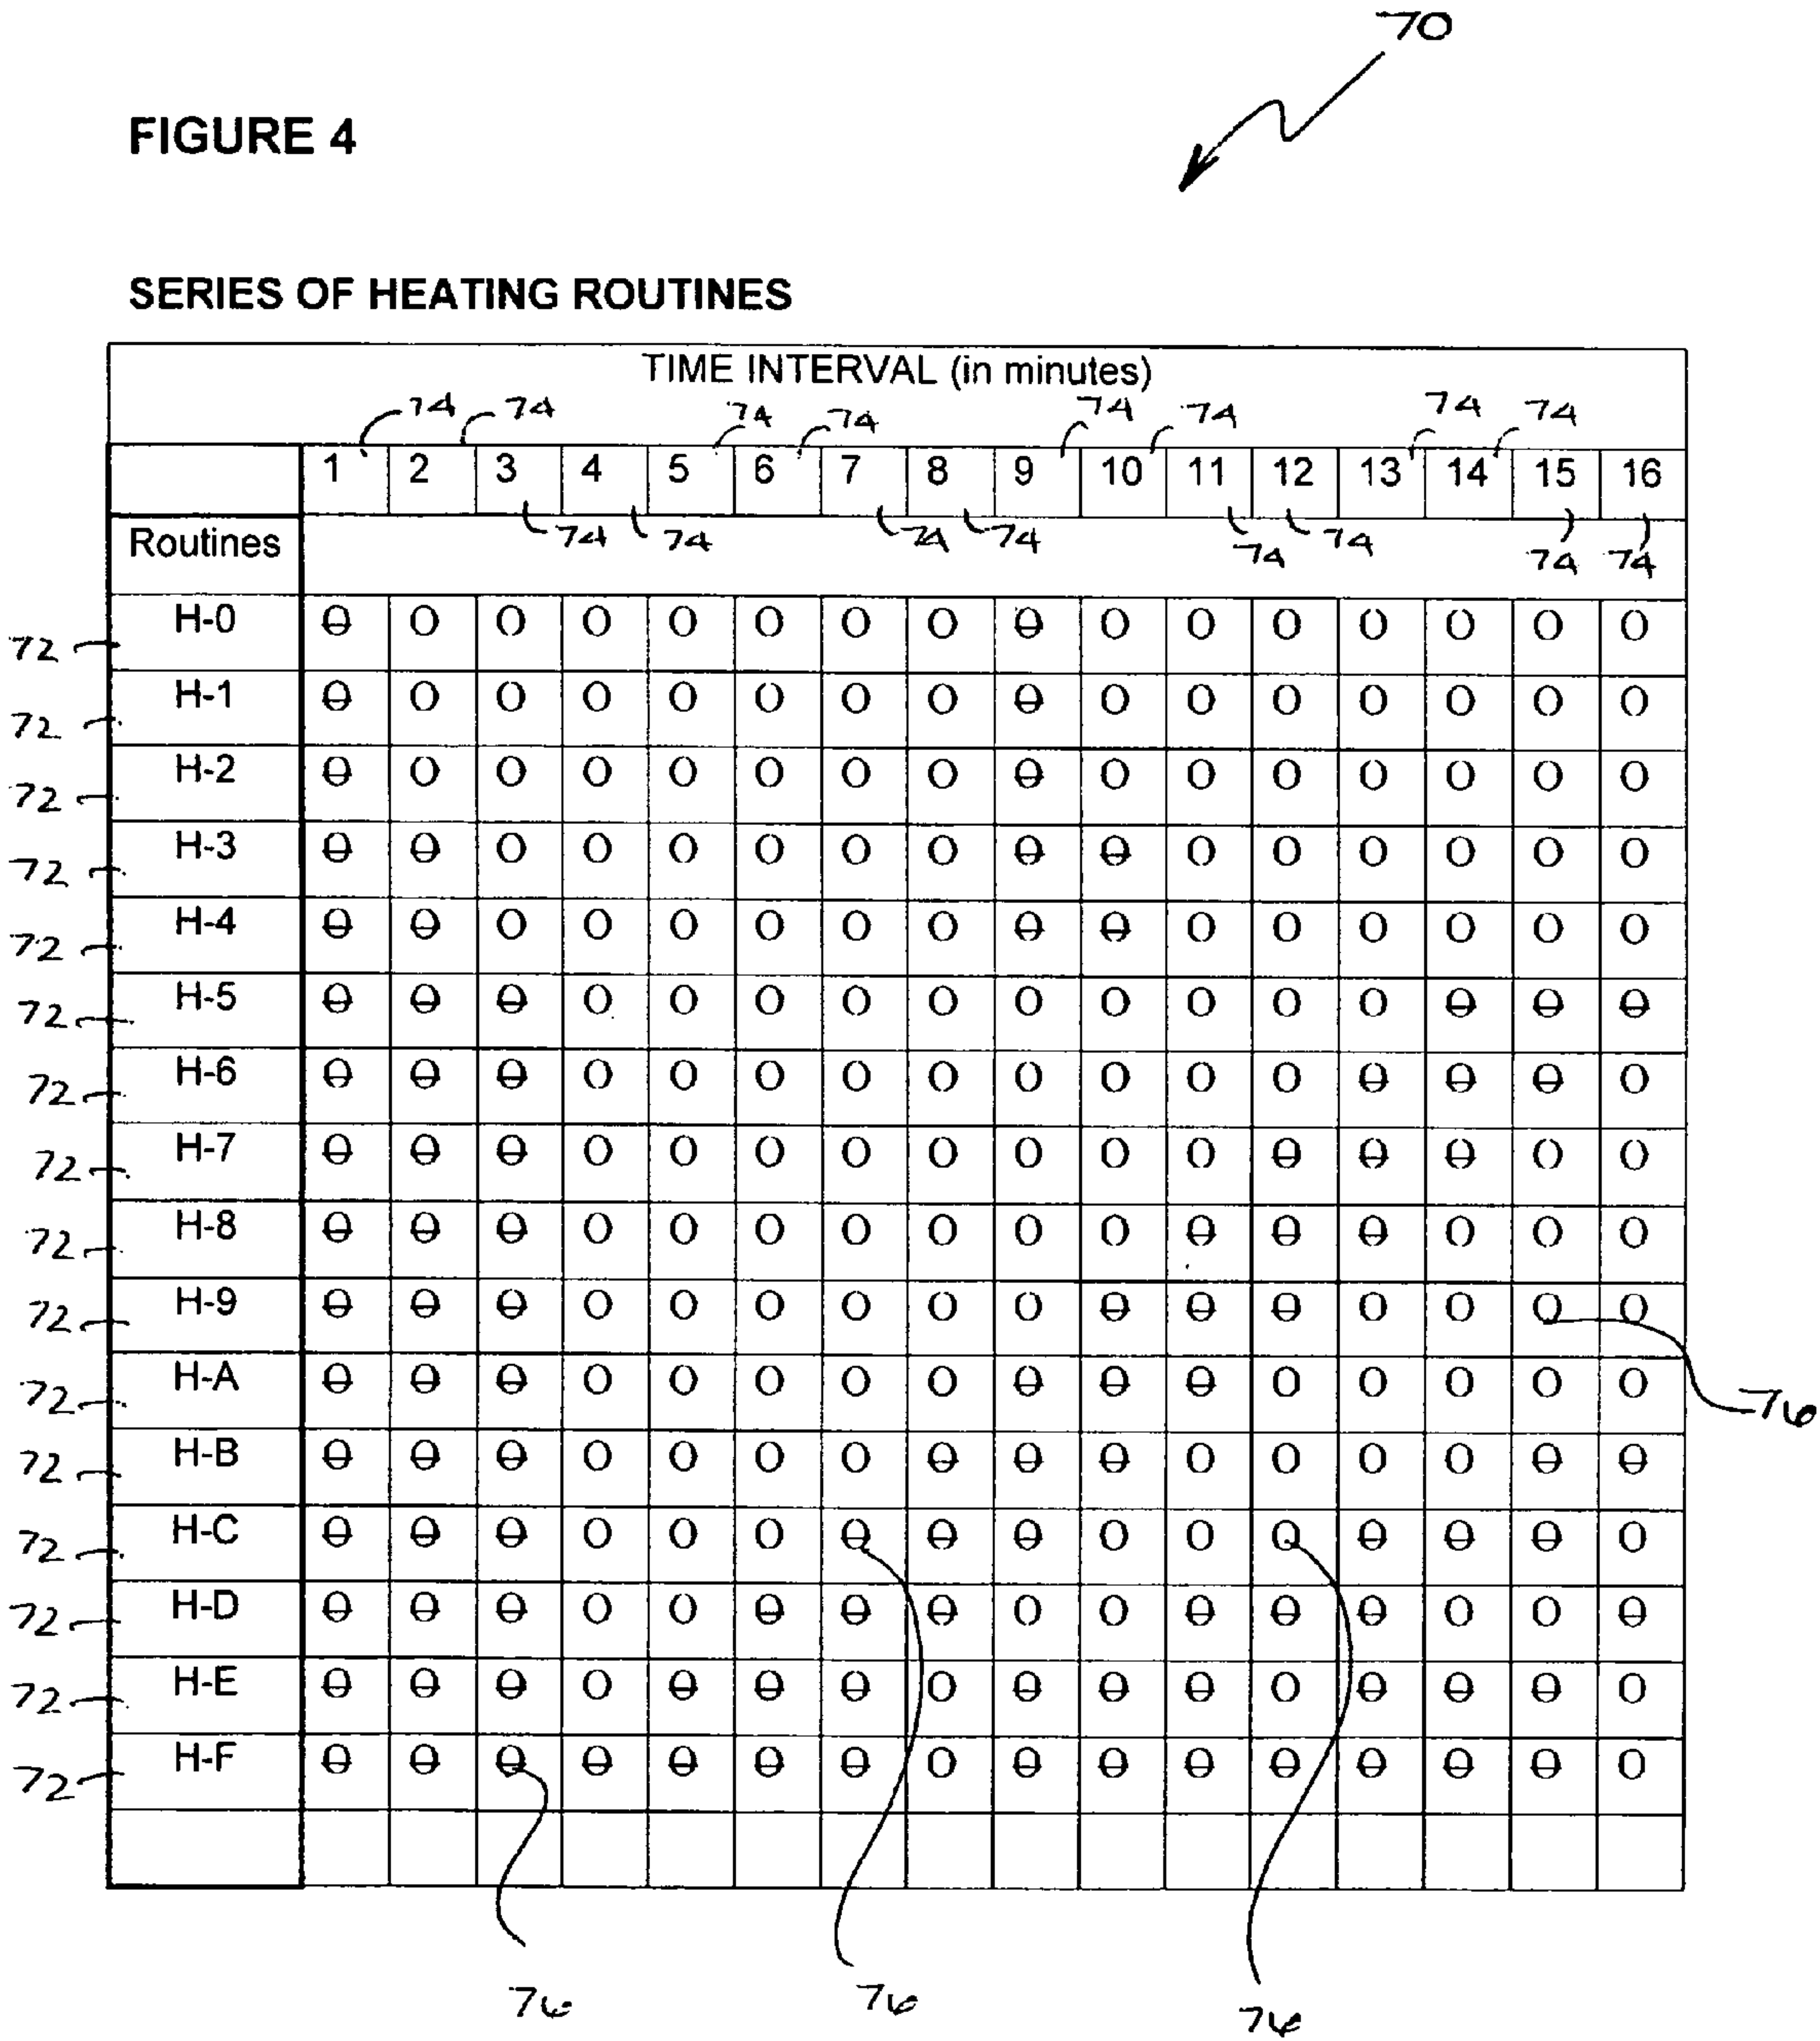 70
FIGURE 4
SERIES OF HEATING ROUTINES
TIME INTERVAL (in minutes)
74 74 74 74 74 74 74 74
1 2 3 4 5 6 7 8 9 10 11 12 13 14 15 16
Routines 74 74 74 74 74 74 74 74
72 H-0 Ɵ O O O O O O O Ɵ O O O O O O O
72 H-1 Ɵ O O O O O O O Ɵ O O O O O O O
72 H-2 Ɵ O O O O O O O Ɵ O O O O O O O
72 H-3 Ɵ Ɵ O O O O O O Ɵ Ɵ O O O O O O
72 H-4 Ɵ Ɵ O O O O O O Ɵ Ɵ O O O O O O
72 H-5 Ɵ Ɵ Ɵ O O O O O O O O O O Ɵ Ɵ Ɵ
72 H-6 Ɵ Ɵ Ɵ O O O O O O O O O Ɵ Ɵ Ɵ O
72 H-7 Ɵ Ɵ Ɵ O O O O O O O O Ɵ Ɵ Ɵ O O
72 H-8 Ɵ Ɵ Ɵ O O O O O O O Ɵ Ɵ Ɵ O O O
72 H-9 Ɵ Ɵ Ɵ O O O O O O Ɵ Ɵ Ɵ O O O O
72 H-A Ɵ Ɵ Ɵ O O O O O Ɵ Ɵ Ɵ O O O O O
76
72 H-B Ɵ Ɵ Ɵ O O O O Ɵ Ɵ Ɵ O O O O Ɵ Ɵ
72 H-C Ɵ Ɵ Ɵ O O O Ɵ Ɵ Ɵ O O O Ɵ Ɵ Ɵ O
72 H-D Ɵ Ɵ Ɵ O O Ɵ Ɵ Ɵ O O Ɵ Ɵ Ɵ O O Ɵ
72 H-E Ɵ Ɵ Ɵ O Ɵ Ɵ Ɵ O Ɵ Ɵ Ɵ O Ɵ Ɵ Ɵ O
72 H-F Ɵ Ɵ Ɵ Ɵ Ɵ Ɵ Ɵ O Ɵ Ɵ Ɵ Ɵ Ɵ Ɵ Ɵ O
76 76 76